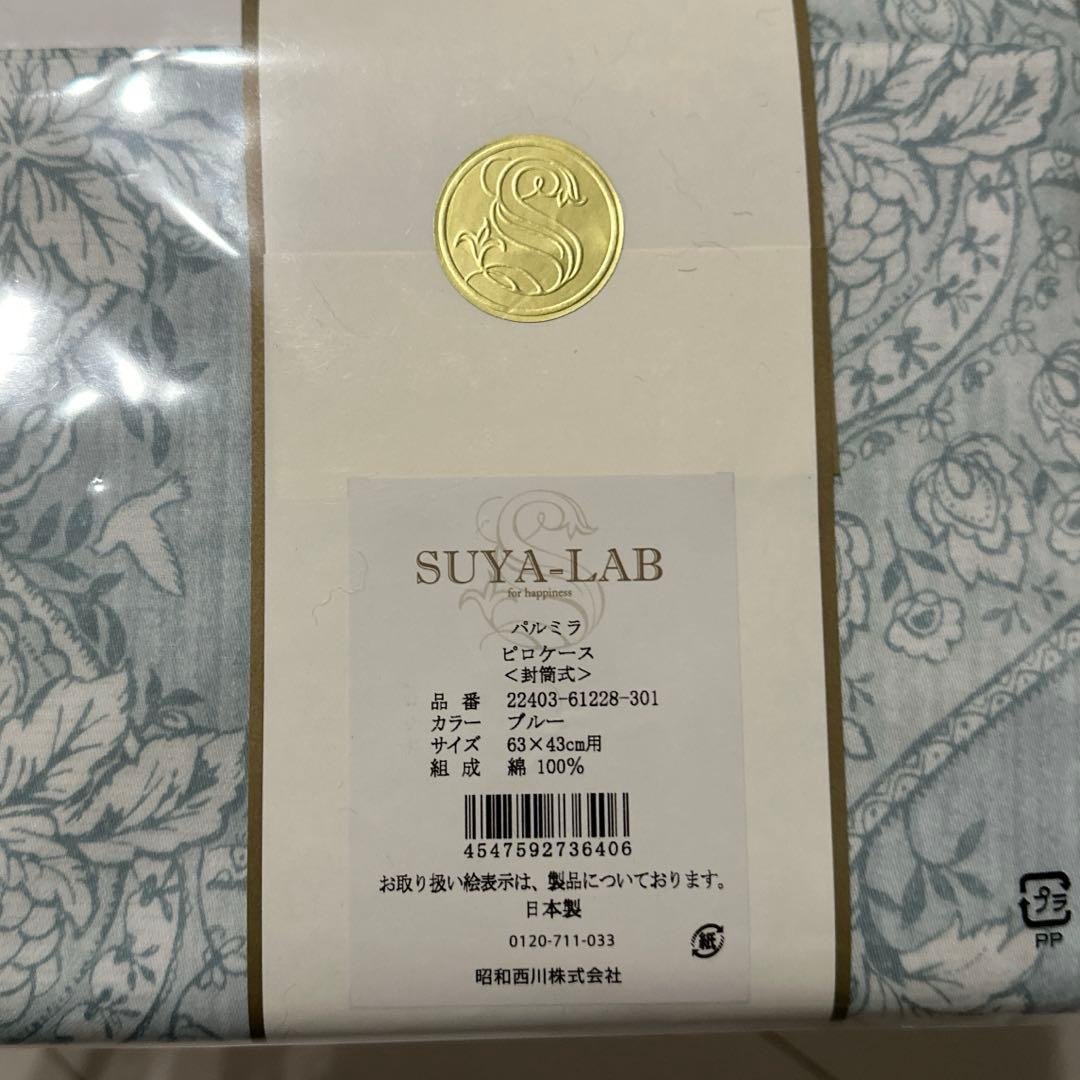 SUYA-LAB
for happiness
パルミラ
ピロケース
＜封筒式＞
品 番 22403-61228-301
カラー ブルー
サイズ 63×43cm用
組 成 綿 100%
4547592736406
お取り扱い絵表示は、製品についております。
日本製
0120-711-033
紙
昭和西川株式会社
プラ
PP